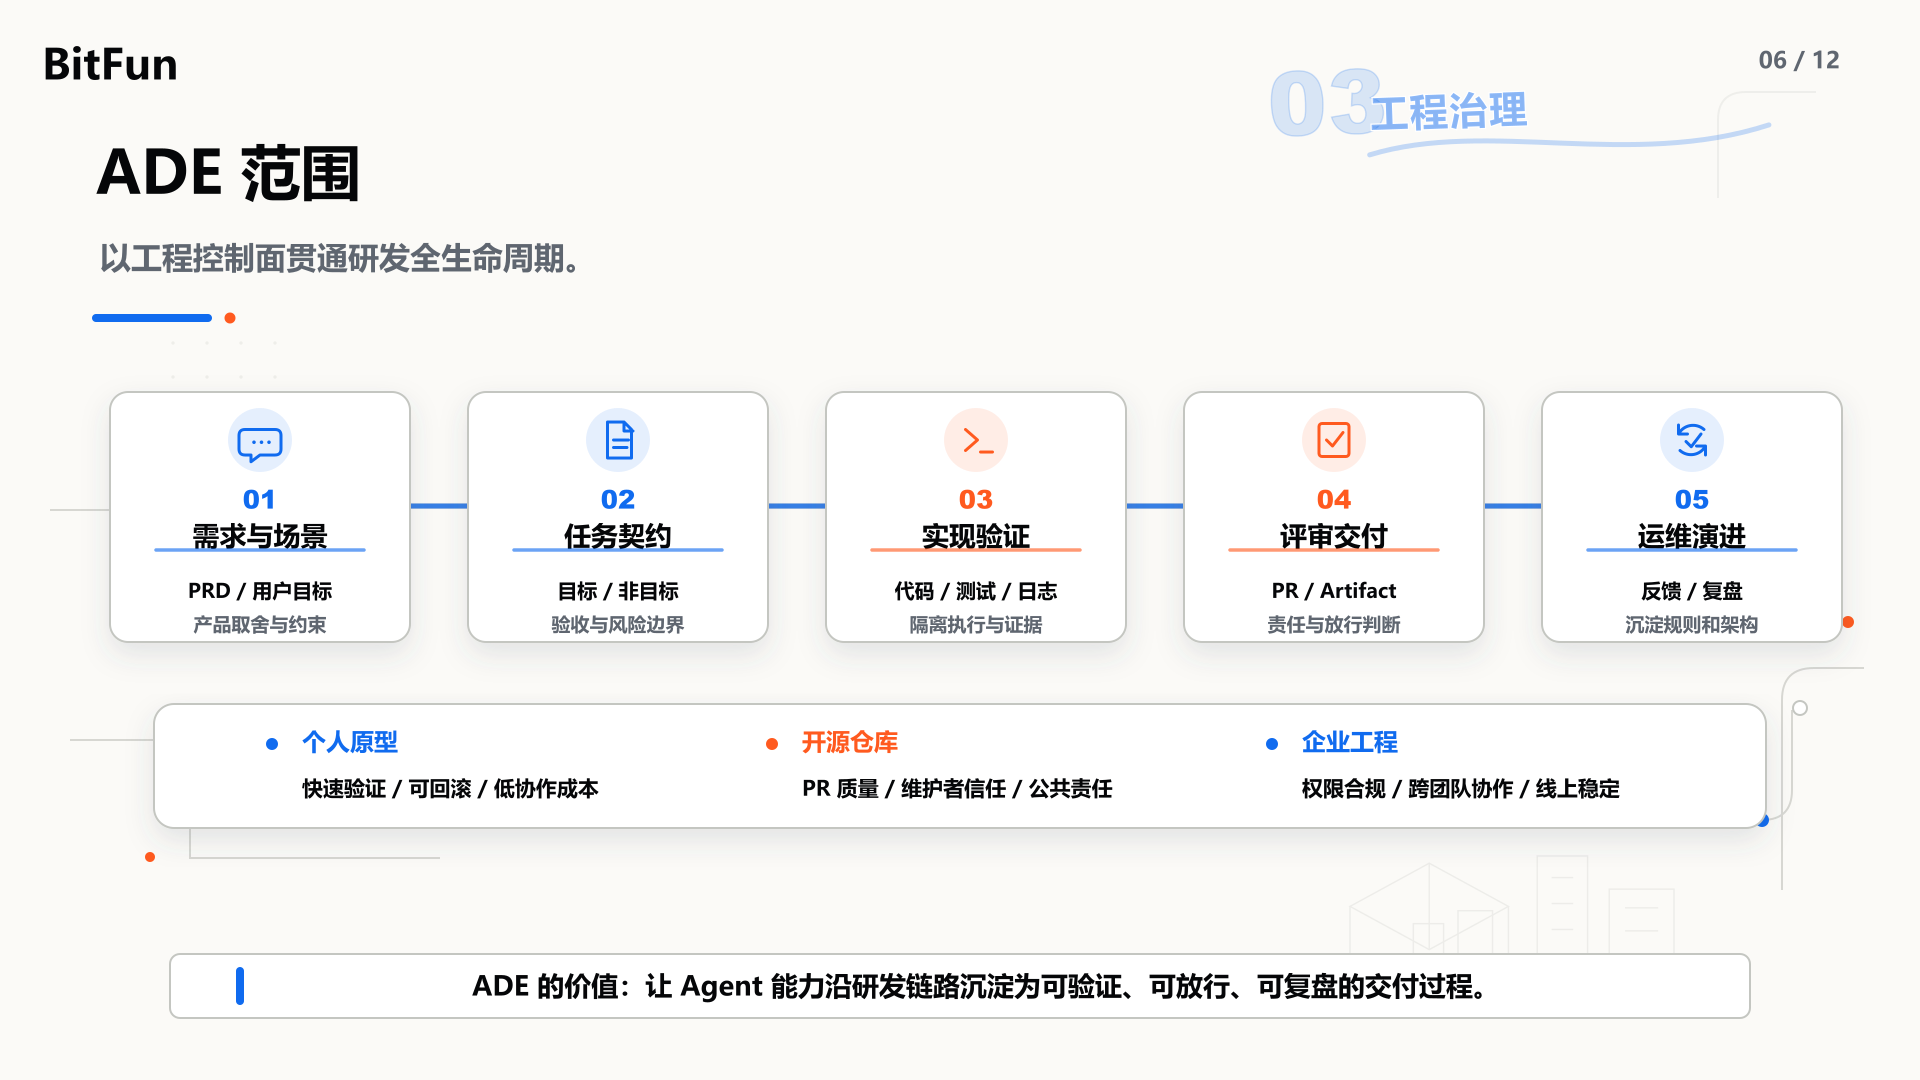 BitFun
06 / 12
03 工程治理
ADE 范围
以工程控制面贯通研发全生命周期。
01
需求与场景
PRD / 用户目标
产品取舍与约束
02
任务契约
目标 / 非目标
验收与风险边界
03
实现验证
代码 / 测试 / 日志
隔离执行与证据
04
评审交付
PR / Artifact
责任与放行判断
05
运维演进
反馈 / 复盘
沉淀规则和架构
个人原型
快速验证 / 可回滚 / 低协作成本
开源仓库
PR 质量 / 维护者信任 / 公共责任
企业工程
权限合规 / 跨团队协作 / 线上稳定
ADE 的价值：让 Agent 能力沿研发链路沉淀为可验证、可放行、可复盘的交付过程。